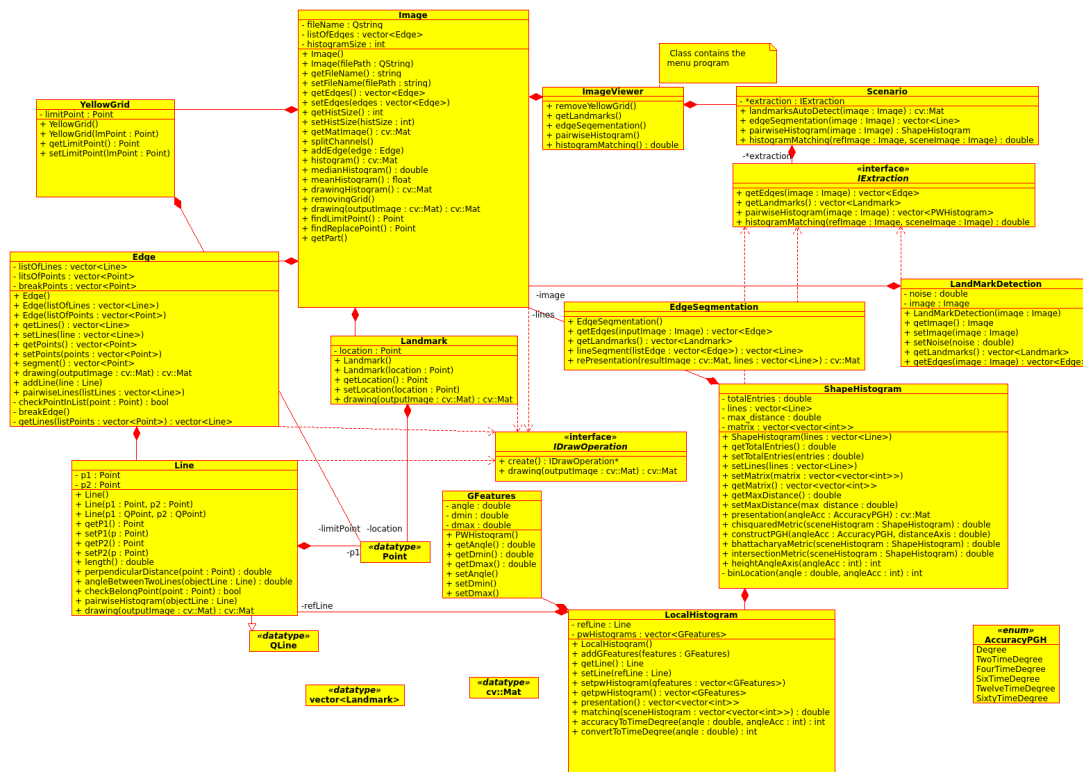 Image
- fileName : Qstring
- listOfEdges : vector<Edge>
- histogramSize : int
+ Image()
+ Image(filePath : QString)
+ getFileName() : string
+ setFileName(filePath : string)
+ getEdges() : vector<Edge>
+ setEdges(edges : vector<Edge>)
+ getHistSize() : int
+ setHistSize(histSize : int)
+ getMatImage() : cv::Mat
+ splitChannels()
+ addEdge(edge : Edge)
+ histogram() : cv::Mat
+ medianHistogram() : double
+ meanHistogram() : float
+ drawingHistogram() : cv::Mat
+ removingGrid()
+ drawing(outputImage : cv::Mat) : cv::Mat
+ findLimitPoint() : Point
+ findReplacePoint() : Point
+ getPart()
Class contains the
menu program
YellowGrid
- limitPoint : Point
+ YellowGrid()
+ YellowGrid(lmPoint : Point)
+ getLimitPoint() : Point
+ setLimitPoint(lmPoint : Point)
ImageViewer
+ removeYellowGrid()
+ getLandmarks()
+ edgeSegementation()
+ pairwiseHistogram()
+ histogramMatching() : double
Scenario
- *extraction : IExtraction
+ landmarksAutoDetect(image : Image) : cv::Mat
+ edgeSegmentation(image : Image) : vector<Line>
+ pairwiseHistogram(image : Image) : ShapeHistogram
+ histogramMatching(refImage : Image, sceneImage : Image) : double
-*extraction
«interface»
IExtraction
+ getEdges(image : Image) : vector<Edge>
+ getLandmarks() : vector<Landmark>
+ pairwiseHistogram(image : Image) : vector<PWHistogram>
+ histogramMatching(refImage : Image, sceneImage : Image) : double
Edge
- listOfLines : vector<Line>
- litsOfPoints : vector<Point>
- breakPoints : vector<Point>
+ Edge()
+ Edge(listOfLines : vector<Line>)
+ Edge(listOfPoints : vector<Point>)
+ getLines() : vector<Line>
+ setLines(line : vector<Line>)
+ getPoints() : vector<Point>
+ setPoints(points : vector<Point>)
+ segment() : vector<Point>
+ drawing(outputImage : cv::Mat) : cv::Mat
+ addLine(line : Line)
+ pairwiseLines(listLines : vector<Line>)
- checkPointInList(point : Point) : bool
- breakEdge()
- getLines(listPoints : vector<Point>) : vector<Line>
-image
-lines
LandMarkDetection
- noise : double
- image : Image
+ LandMarkDetection(image : Image)
+ getImage() : Image
+ setImage(image : Image)
+ setNoise(noise : double)
+ getLandmarks() : vector<Landmark>
+ getEdges(image : Image) : vector<Edge>
EdgeSegmentation
+ EdgeSegmentation()
+ getEdges(inputImage : Image) : vector<Edge>
+ getLandmarks() : vector<Landmark>
+ lineSegment(listEdge : vector<Edge>) : vector<Line>
+ rePresentation(resultImage : cv::Mat, lines : vector<Line>) : cv::Mat
Landmark
- location : Point
+ Landmark()
+ Landmark(location : Point)
+ getLocation() : Point
+ setLocation(location : Point)
+ drawing(outputImage : cv::Mat) : cv::Mat
ShapeHistogram
- totalEntries : double
- lines : vector<Line>
- max_distance : double
- matrix : vector<vector<int>>
+ ShapeHistogram(lines : vector<Line>)
+ getTotalEntries() : double
+ setTotalEntries(entries : double)
+ setLines(lines : vector<Line>)
+ setMatrix(matrix : vector<vector<int>>)
+ getMatrix() : vector<vector<int>>
+ getMaxDistance() : double
+ setMaxDistance(max_distance : double)
+ presentation(angleAcc : AccuracyPGH) : cv::Mat
+ chisquaredMetric(sceneHistogram : ShapeHistogram) : double
+ constructPGH(angleAcc : AccuracyPGH, distanceAxis : double)
+ bhattacharyaMetric(sceneHistogram : ShapeHistogram) : double
+ intersectionMetric(sceneHistogram : ShapeHistogram) : double
+ heightAngleAxis(angleAcc : int) : int
- binLocation(angle : double, angleAcc : int) : int
«interface»
IDrawOperation
+ create() : IDrawOperation*
+ drawing(outputImage : cv::Mat) : cv::Mat
Line
- p1 : Point
- p2 : Point
+ Line()
+ Line(p1 : Point, p2 : Point)
+ Line(p1 : QPoint, p2 : QPoint)
+ getP1() : Point
+ setP1(p : Point)
+ getP2() : Point
+ setP2(p : Point)
+ length() : double
+ perpendicularDistance(point : Point) : double
+ angleBetweenTwoLines(objectLine : Line) : double
+ checkBelongPoint(point : Point) : bool
+ pairwiseHistogram(objectLine : Line)
+ drawing(outputImage : cv::Mat) : cv::Mat
GFeatures
- angle : double
- dmin : double
- dmax : double
+ PWHistogram()
+ getAngle() : double
+ getDmin() : double
+ getDmax() : double
+ setAngle()
+ setDmin()
+ setDmax()
-limitPoint
-location
-p1
«datatype»
Point
-refLine
LocalHistogram
- refLine : Line
- pwHistograms : vector<GFeatures>
+ LocalHistogram()
+ addGFeatures(features : GFeatures)
+ getLine() : Line
+ setLine(refLine : Line)
+ setpwHistogram(gfeatures : vector<GFeatures>)
+ getpwHistogram() : vector<GFeatures>
+ presentation() : vector<vector<int>>
+ matching(sceneHistogram : vector<vector<int>>) : double
+ accuracyToTimeDegree(angle : double, angleAcc : int) : int
+ convertToTimeDegree(angle : double) : int
«datatype»
QLine
«datatype»
vector<Landmark>
«datatype»
cv::Mat
«enum»
AccuracyPGH
Degree
TwoTimeDegree
FourTimeDegree
SixTimeDegree
TwelveTimeDegree
SixtyTimeDegree